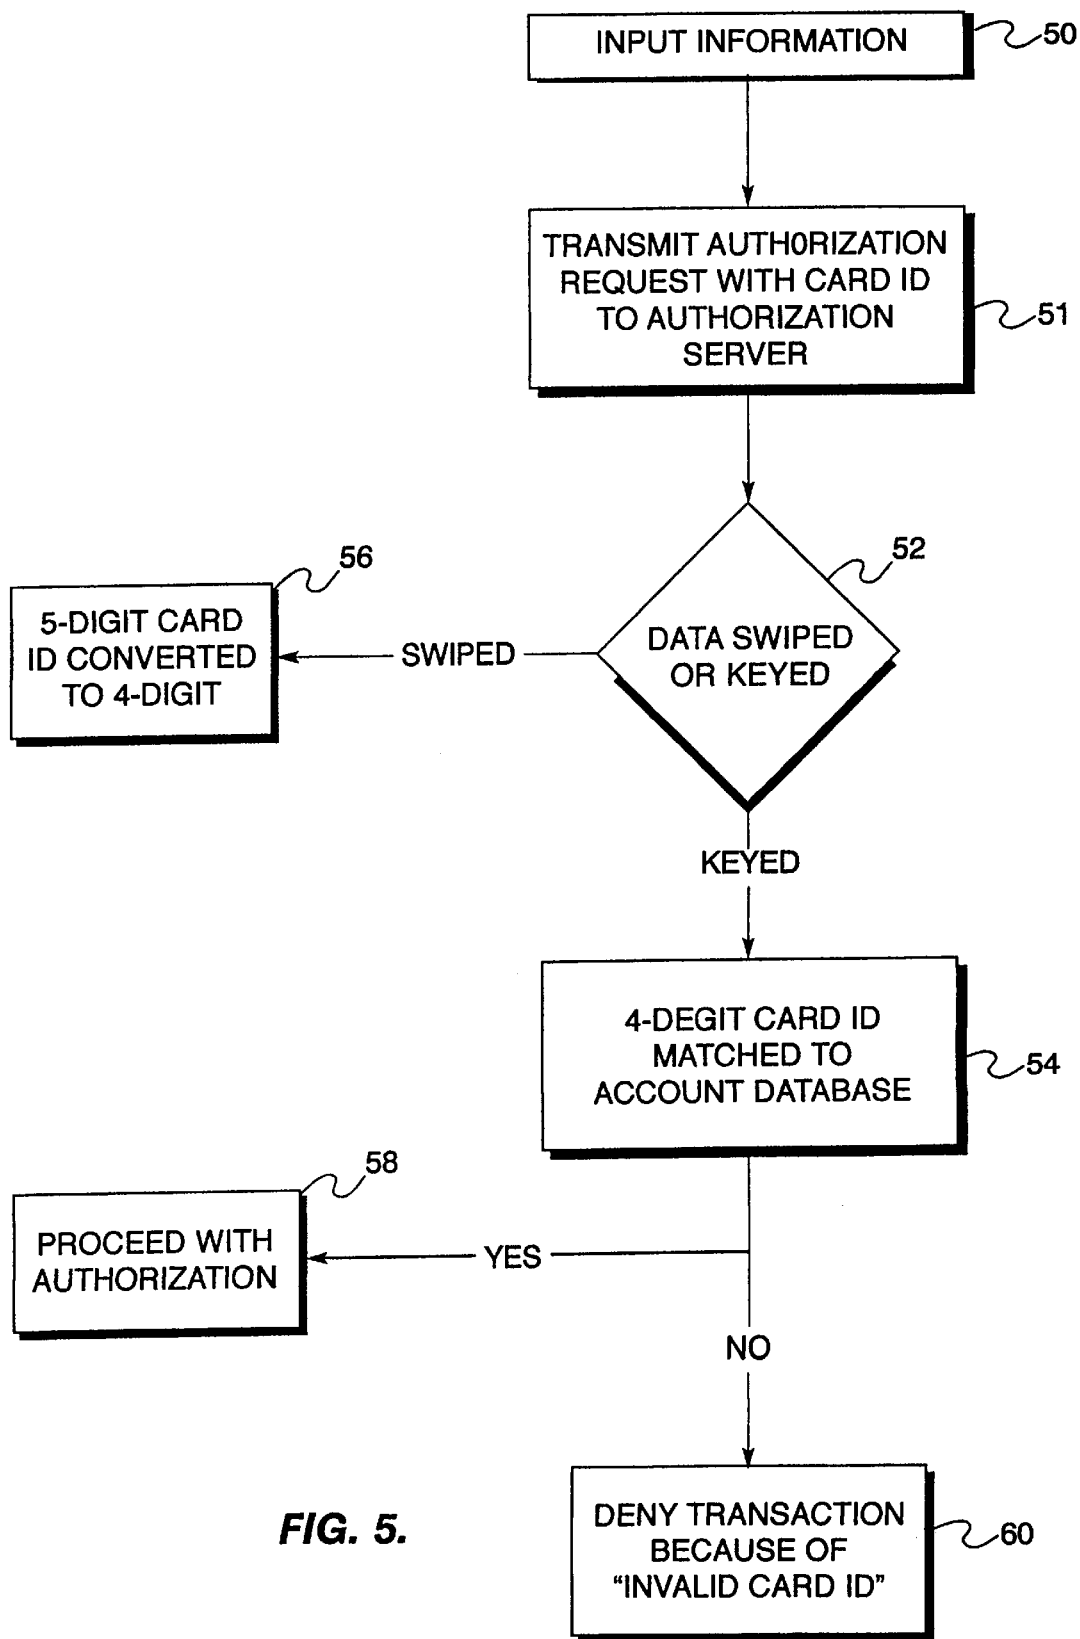 INPUT INFORMATION
50
TRANSMIT AUTH0RIZATION
REQUEST WITH CARD ID
TO AUTHORIZATION
SERVER
51
DATA SWIPED
OR KEYED
52
SWIPED
56
5-DIGIT CARD
ID CONVERTED
TO 4-DIGIT
KEYED
4-DEGIT CARD ID
MATCHED TO
ACCOUNT DATABASE
54
YES
58
PROCEED WITH
AUTHORIZATION
NO
DENY TRANSACTION
BECAUSE OF
“INVALID CARD ID”
60
FIG. 5.